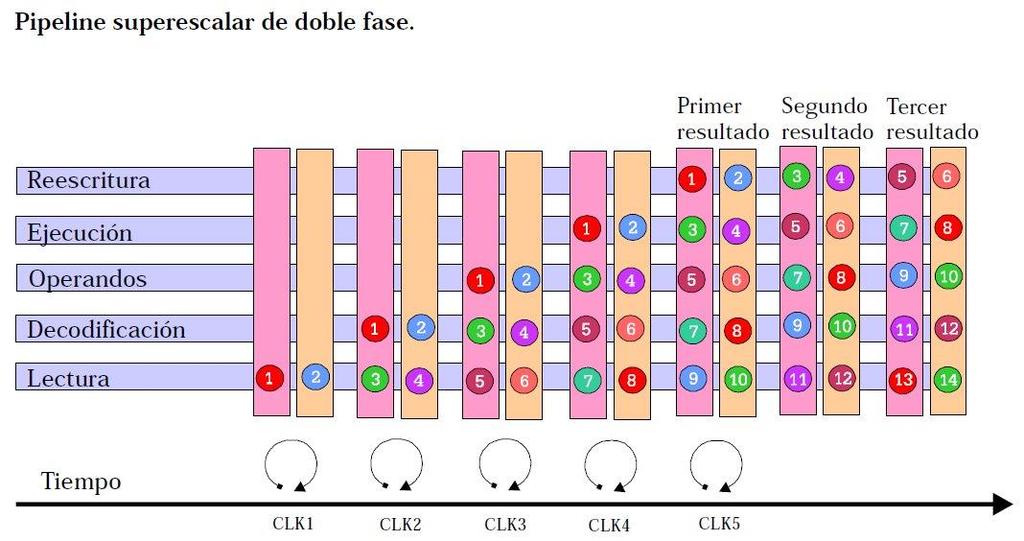 Pipeline superescalar de doble fase.
Primer resultado
Segundo resultado
Tercer resultado
Reescritura 1 2 3 4 5 6
Ejecución 1 2 3 4 5 6 7 8
Operandos 1 2 3 4 5 6 7 8 9 10
Decodificación 1 2 3 4 5 6 7 8 9 10 11 12
Lectura 1 2 3 4 5 6 7 8 9 10 11 12 13 14
Tiempo
CLK1 CLK2 CLK3 CLK4 CLK5